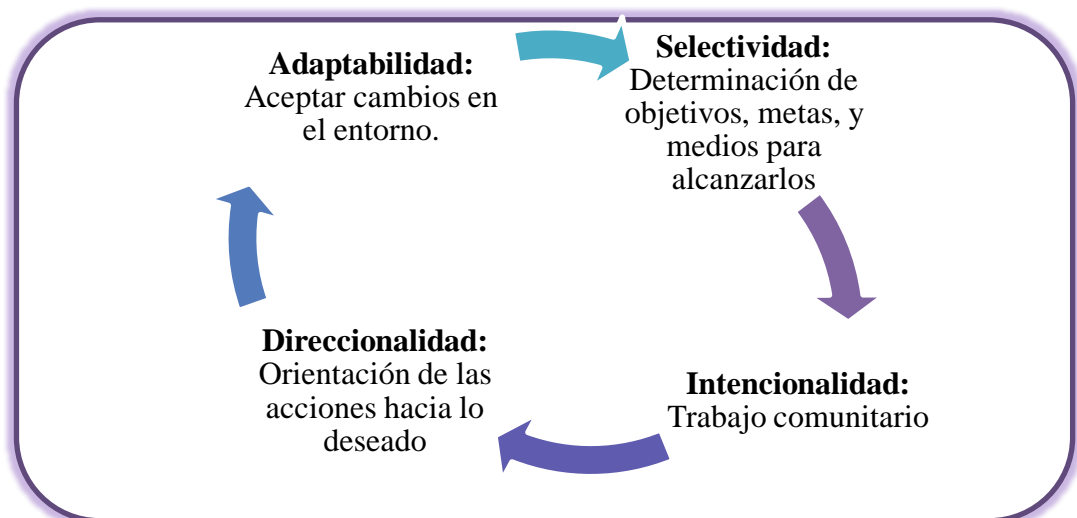 Adaptabilidad:
Aceptar cambios en
el entorno.
Selectividad:
Determinación de
objetivos, metas, y
medios para
alcanzarlos
Intencionalidad:
Trabajo comunitario
Direccionalidad:
Orientación de las
acciones hacia lo
deseado